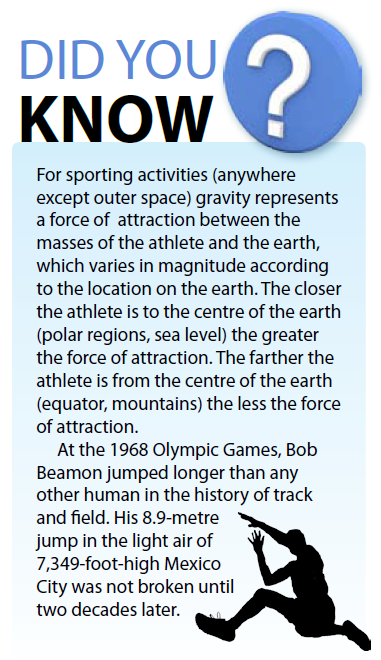 DID YOU
?
KNOW
For sporting activities (anywhere
except outer space) gravity represents
a force of attraction between the
masses of the athlete and the earth,
which varies in magnitude according
to the location on the earth. The closer
the athlete is to the centre of the earth
(polar regions, sea level) the greater
the force of attraction. The farther the
athlete is from the centre of the earth
(equator, mountains) the less the force
of attraction.
At the 1968 Olympic Games, Bob
Beamon jumped longer than any
other human in the history of track
and field. His 8.9-metre
jump in the light air of
7,349-foot-high Mexico
City was not broken until
two decades later.